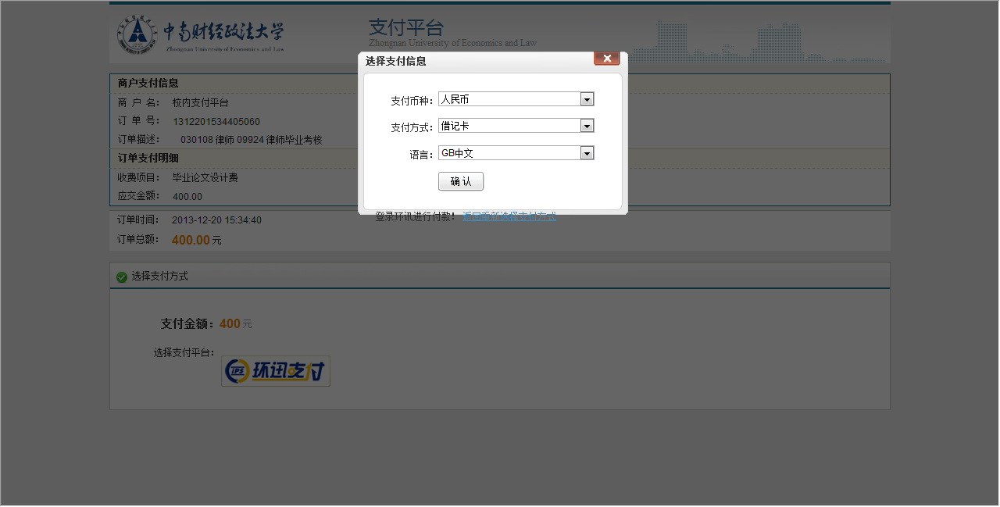 中南财经政法大学
Zhongnan University of Economics and Law
支付平台
Zhongnan University of Economics and Law
选择支付信息
支付币种： 人民币
支付方式： 借记卡
语言： GB中文
确 认
登录环讯进行付款！ 返回重新选择支付方式
商户支付信息
商 户 名： 校内支付平台
订 单 号： 1312201534405060
订单描述： 030108 律师 09924 律师毕业考核
订单支付明细
收费项目： 毕业论文设计费
应交金额： 400.00
订单时间： 2013-12-20 15:34:40
订单总额： 400.00 元
选择支付方式
支付金额：400 元
选择支付平台：
IPS 环迅支付